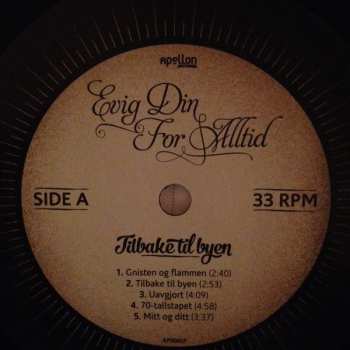 Apollon
Evig Din
For Alltid
SIDE A
33 RPM
Tilbake til byen
1. Gnisten og flammen (2:40)
2. Tilbake til byen (2:53)
3. Uavgjort (4:09)
4. 70-tallstapet (4:58)
5. Mitt og ditt (3:37)